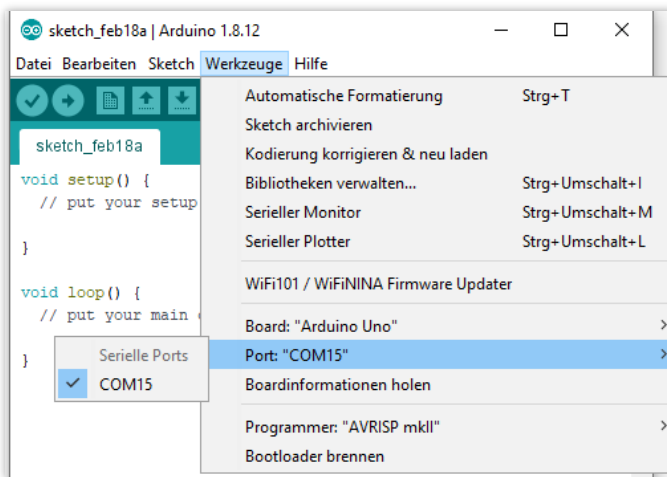 sketch_feb18a | Arduino 1.8.12
Datei Bearbeiten Sketch Werkzeuge Hilfe
sketch_feb18a
void setup() {
// put your setup
}
void loop() {
// put your main
}
Automatische Formatierung Strg+T
Sketch archivieren
Kodierung korrigieren & neu laden
Bibliotheken verwalten... Strg+Umschalt+I
Serieller Monitor Strg+Umschalt+M
Serieller Plotter Strg+Umschalt+L
WiFi101 / WiFiNINA Firmware Updater
Board: "Arduino Uno"
Port: "COM15"
Boardinformationen holen
Programmer: "AVRISP mkII"
Bootloader brennen
Serielle Ports
COM15